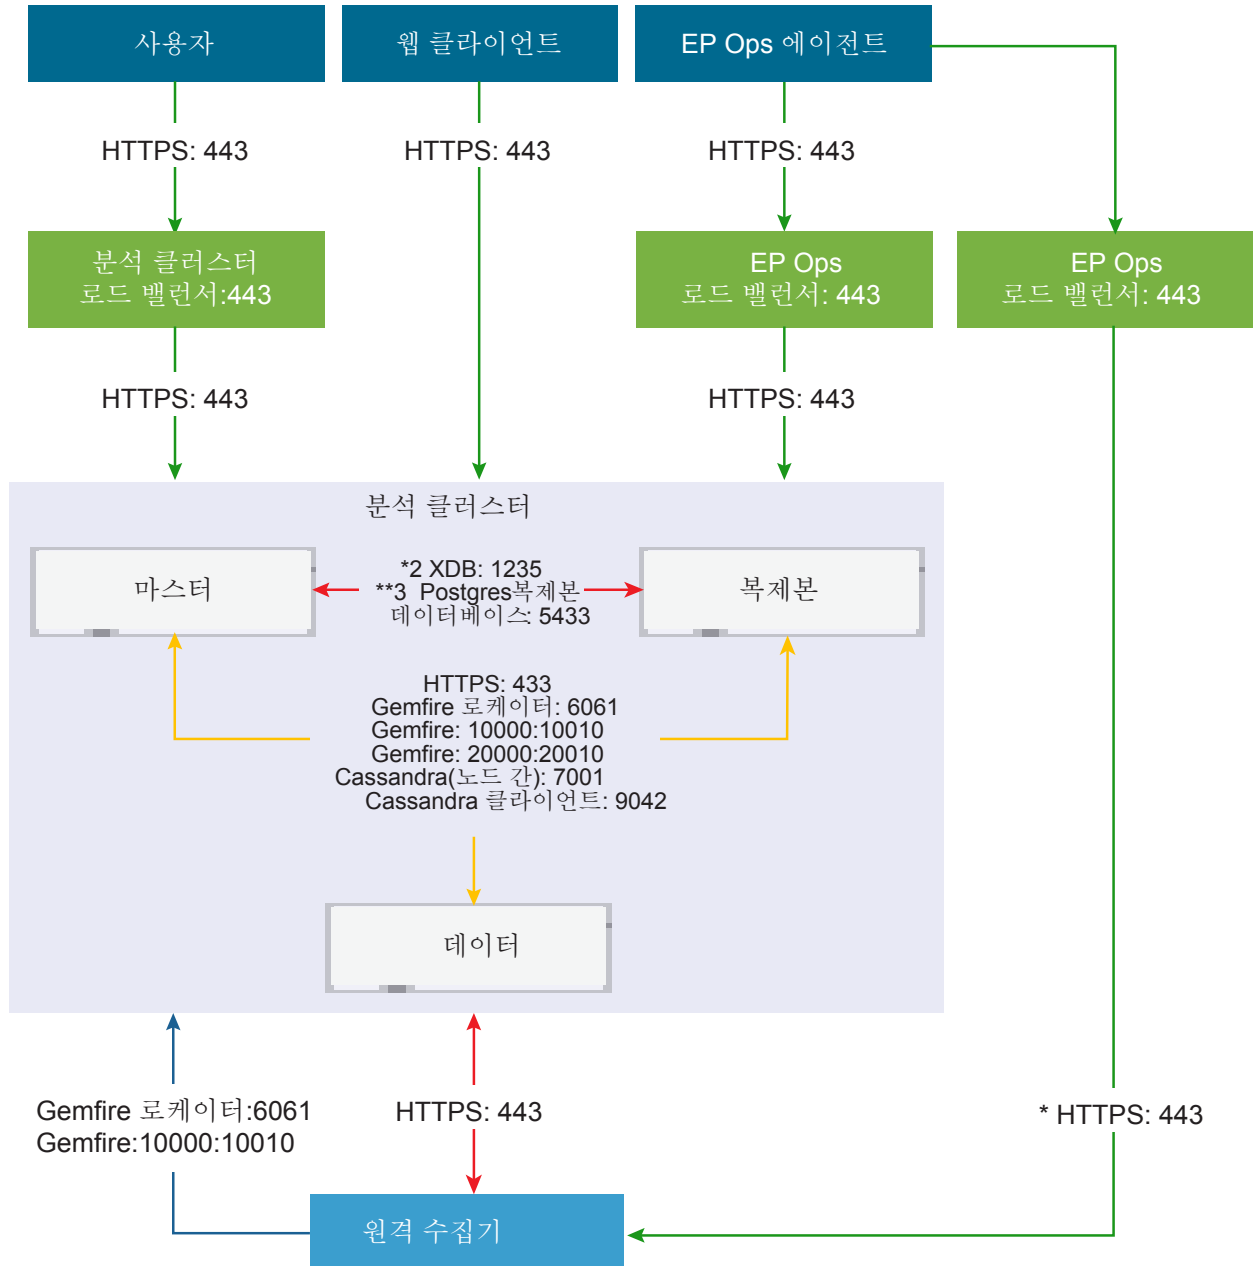 사용자
웹 클라이언트
EP Ops 에이전트
HTTPS: 443
HTTPS: 443
HTTPS: 443
분석 클러스터
로드 밸런서:443
EP Ops
로드 밸런서: 443
EP Ops
로드 밸런서: 443
HTTPS: 443
HTTPS: 443
분석 클러스터
마스터
*2 XDB: 1235
**3 Postgres복제본
데이터베이스: 5433
복제본
HTTPS: 433
Gemfire 로케이터: 6061
Gemfire: 10000:10010
Gemfire: 20000:20010
Cassandra(노드 간): 7001
Cassandra 클라이언트: 9042
데이터
Gemfire 로케이터:6061
Gemfire:10000:10010
HTTPS: 443
* HTTPS: 443
원격 수집기